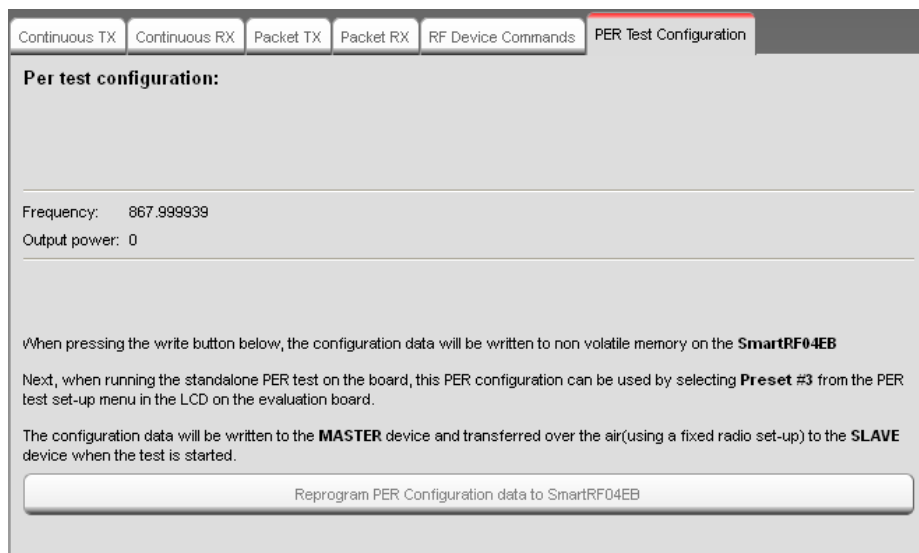 Continuous TX
Continuous RX
Packet TX
Packet RX
RF Device Commands
PER Test Configuration
Per test configuration:
Frequency: 867.999939
Output power: 0
When pressing the write button below, the configuration data will be written to non volatile memory on the SmartRF04EB
Next, when running the standalone PER test on the board, this PER configuration can be used by selecting Preset #3 from the PER
test set-up menu in the LCD on the evaluation board.
The configuration data will be written to the MASTER device and transferred over the air(using a fixed radio set-up) to the SLAVE
device when the test is started.
Reprogram PER Configuration data to SmartRF04EB